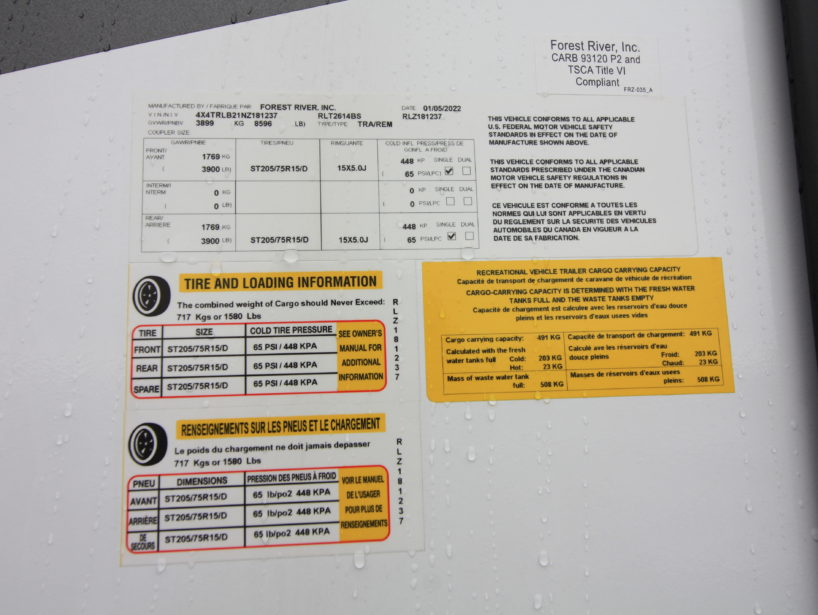 Forest River, Inc.
CARB 93120 P2 and
TSCA Title VI
Compliant
FRZ-035_A
MANUFACTURED BY / FABRIQUE PAR FOREST RIVER, INC. DATE 01/05/2022
V.I.N./N.I.V. 4X4TRLB21NZ181237 RLT2614BS RLZ181237
GVWR/PNBV 3899 KG 8596 LB) TYPE/TYPE TRA/REM
COUPLER SIZE
GAWR/PNBE TIRES/PNEU RING/JANTE COLD INFL PRESS/PRESS DE
GONFL A FROID
FRONT/
AVANT 1769 KG 448 KP SINGLE DUAL
( 3900 LB) ST205/75R15/D 15X5.0J ( 65 PSI/LPC)
INTERM/
NTERM 0 KG 0 KP SINGLE DUAL
( 0 LB) ( 0 PSI/LPC
REAR/
ARRIÈRE 1769 KG 448 KP SINGLE DUAL
( 3900 LB) ST205/75R15/D 15X5.0J ( 65 PSI/LPC
THIS VEHICLE CONFORMS TO ALL APPLICABLE
U.S. FEDERAL MOTOR VEHICLE SAFETY
STANDARDS IN EFFECT ON THE DATE OF
MANUFACTURE SHOWN ABOVE.
THIS VEHICLE CONFORMS TO ALL APPLICABLE
STANDARDS PRESCRIBED UNDER THE CANADIAN
MOTOR VEHICLE SAFETY REGULATIONS IN
EFFECT ON THE DATE OF MANUFACTURE.
CE VEHICULE EST CONFORME A TOUTES LES
NORMES QUI LUI SONT APPLICABLES EN VERTU
DU REGLEMENT SUR LA SECURITE DES VEHICULES
AUTOMOBILES DU CANADA EN VIGUEUR A LA
DATE DE SA FABRICATION.
TIRE AND LOADING INFORMATION
The combined weight of Cargo should Never Exceed:
717 Kgs or 1580 Lbs
TIRE SIZE COLD TIRE PRESSURE SEE OWNER'S
FRONT ST205/75R15/D 65 PSI / 448 KPA MANUAL FOR
REAR ST205/75R15/D 65 PSI / 448 KPA ADDITIONAL
SPARE ST205/75R15/D 65 PSI / 448 KPA INFORMATION
RLZ181237
RECREATIONAL VEHICLE TRAILER CARGO CARRYING CAPACITY
Capacité de transport de chargement de caravane de véhicule de récréation
CARGO-CARRYING CAPACITY IS DETERMINED WITH THE FRESH WATER
TANKS FULL AND THE WASTE TANKS EMPTY
Capacité de chargement est calculee avec les reservoirs d'eau douce
pleins et les reservoirs d'eaux usees vides
Cargo carrying capacity: 491 KG
Calculated with the fresh
water tanks full Cold: 203 KG
Hot: 23 KG
Mass of waste water tank
full: 508 KG
Capacité de transport de chargement: 491 KG
Calculé ave les réservoirs d'eau
douce pleins Froid: 203 KG
Chaud: 23 KG
Masses de réservoirs d'eaux usees
pleins: 508 KG
RENSEIGNEMENTS SUR LES PNEUS ET LE CHARGEMENT
Le poids du chargement ne doit jamais depasser
717 Kgs or 1580 Lbs
PNEU DIMENSIONS PRESSION DES PNEUS À FROID VOIR LE MANUEL
AVANT ST205/75R15/D 65 lb/po2 448 KPA DE L'USAGER
ARRIÈRE ST205/75R15/D 65 lb/po2 448 KPA POUR PLUS DE
DE
SECOURS ST205/75R15/D 65 lb/po2 448 KPA RENSEIGNEMENTS
RLZ181237